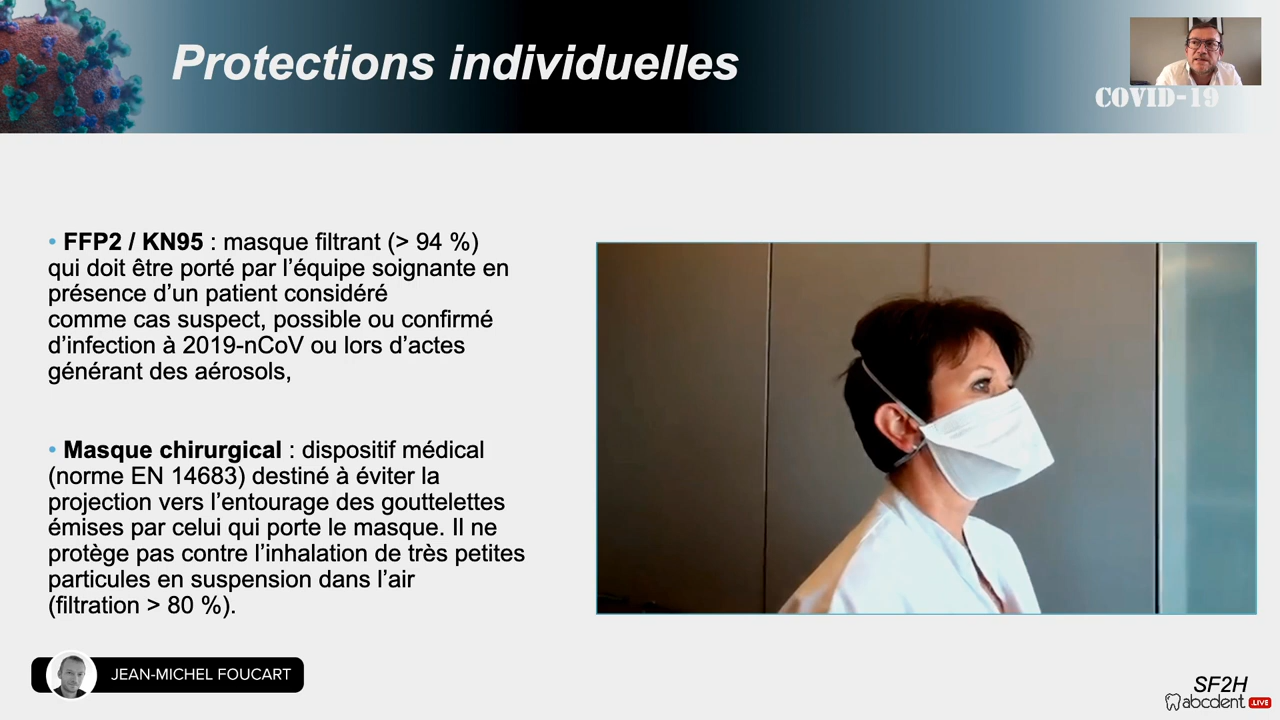 Protections individuelles
COVID-19
• FFP2 / KN95 : masque filtrant (> 94 %)
qui doit être porté par l’équipe soignante en
présence d’un patient considéré
comme cas suspect, possible ou confirmé
d’infection à 2019-nCoV ou lors d’actes
générant des aérosols,
• Masque chirurgical : dispositif médical
(norme EN 14683) destiné à éviter la
projection vers l’entourage des gouttelettes
émises par celui qui porte le masque. Il ne
protège pas contre l’inhalation de très petites
particules en suspension dans l’air
(filtration > 80 %).
JEAN-MICHEL FOUCART
SF2H
abcdent .LIVE